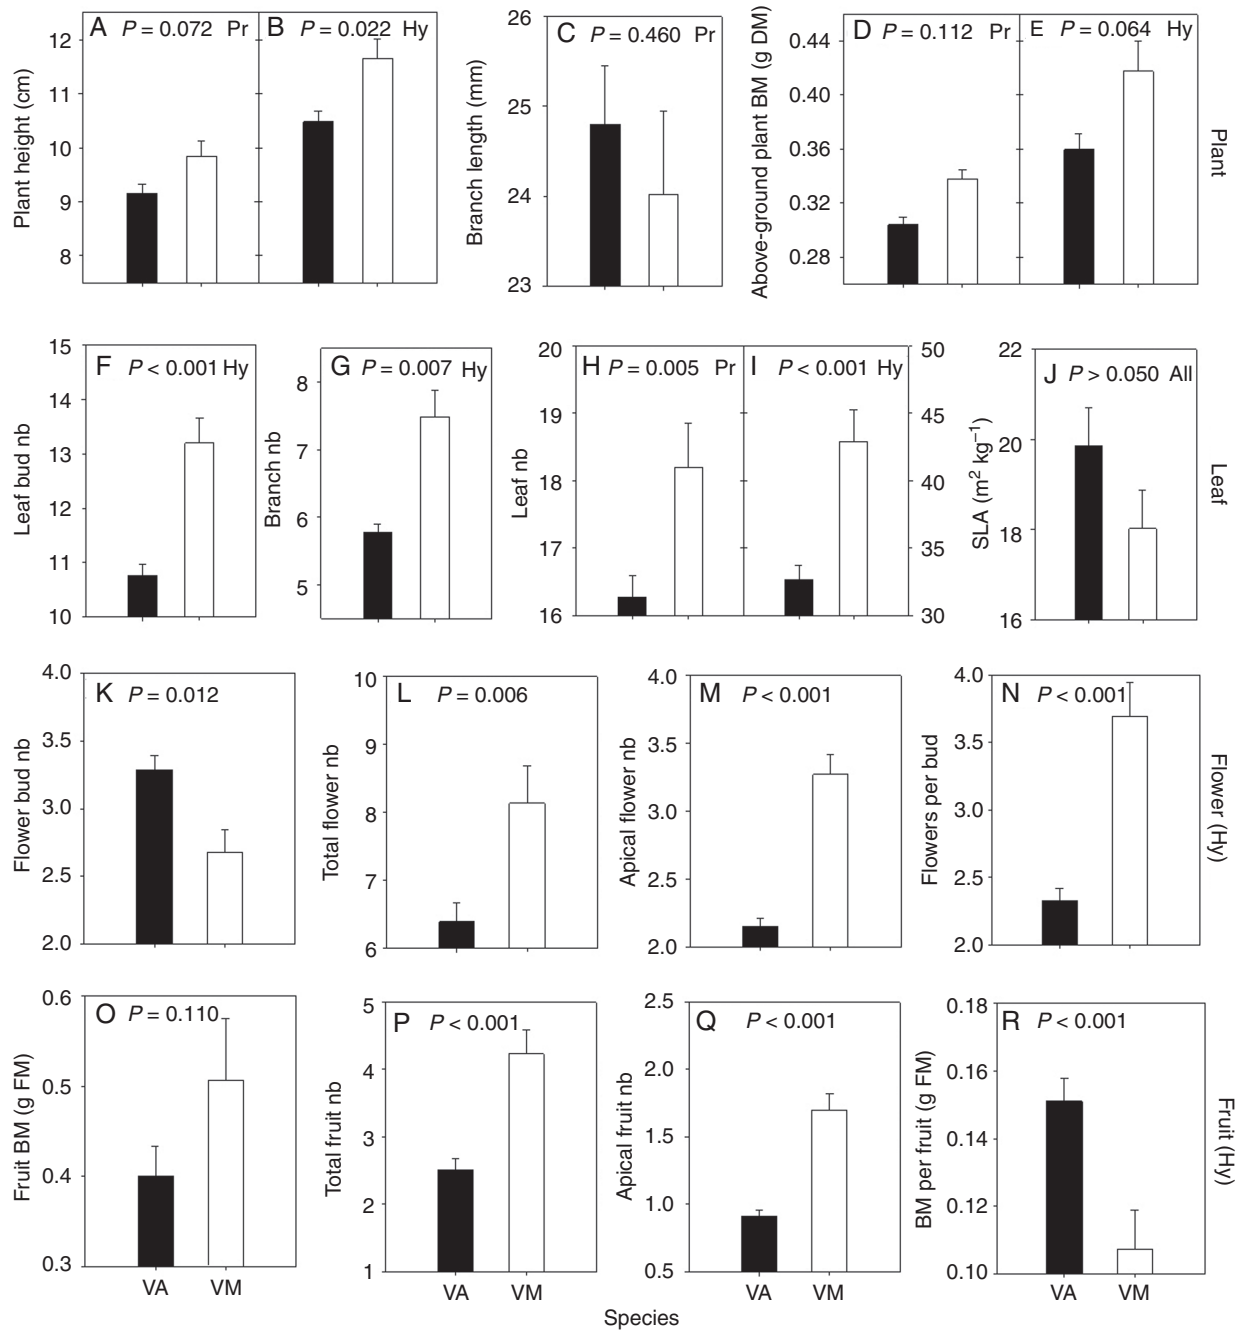 A P = 0.072 Pr
B P = 0.022 Hy
Plant height (cm)
12
11
10
9
8
C P = 0.460 Pr
Branch length (mm)
26
25
24
23
D P = 0.112 Pr
E P = 0.064 Hy
Above-ground plant BM (g DM)
0.44
0.40
0.36
0.32
0.28
Plant
F P < 0.001 Hy
Leaf bud nb
15
14
13
12
11
10
G P = 0.007 Hy
Branch nb
8
7
6
5
H P = 0.005 Pr
I P < 0.001 Hy
Leaf nb
20
19
18
17
16
50
45
40
35
30
J P > 0.050 All
SLA (m² kg⁻¹)
22
20
18
16
Leaf
K P = 0.012
Flower bud nb
4.0
3.5
3.0
2.5
2.0
L P = 0.006
Total flower nb
10
9
8
7
6
M P < 0.001
Apical flower nb
4.0
3.5
3.0
2.5
2.0
N P < 0.001
Flowers per bud
4.0
3.5
3.0
2.5
2.0
Flower (Hy)
O P = 0.110
Fruit BM (g FM)
0.6
0.5
0.4
0.3
VA VM
P P < 0.001
Total fruit nb
5
4
3
2
1
VA VM
Q P < 0.001
Apical fruit nb
2.5
2.0
1.5
1.0
0.5
VA VM
R P < 0.001
BM per fruit (g FM)
0.18
0.16
0.14
0.12
0.10
VA VM
Fruit (Hy)
Species